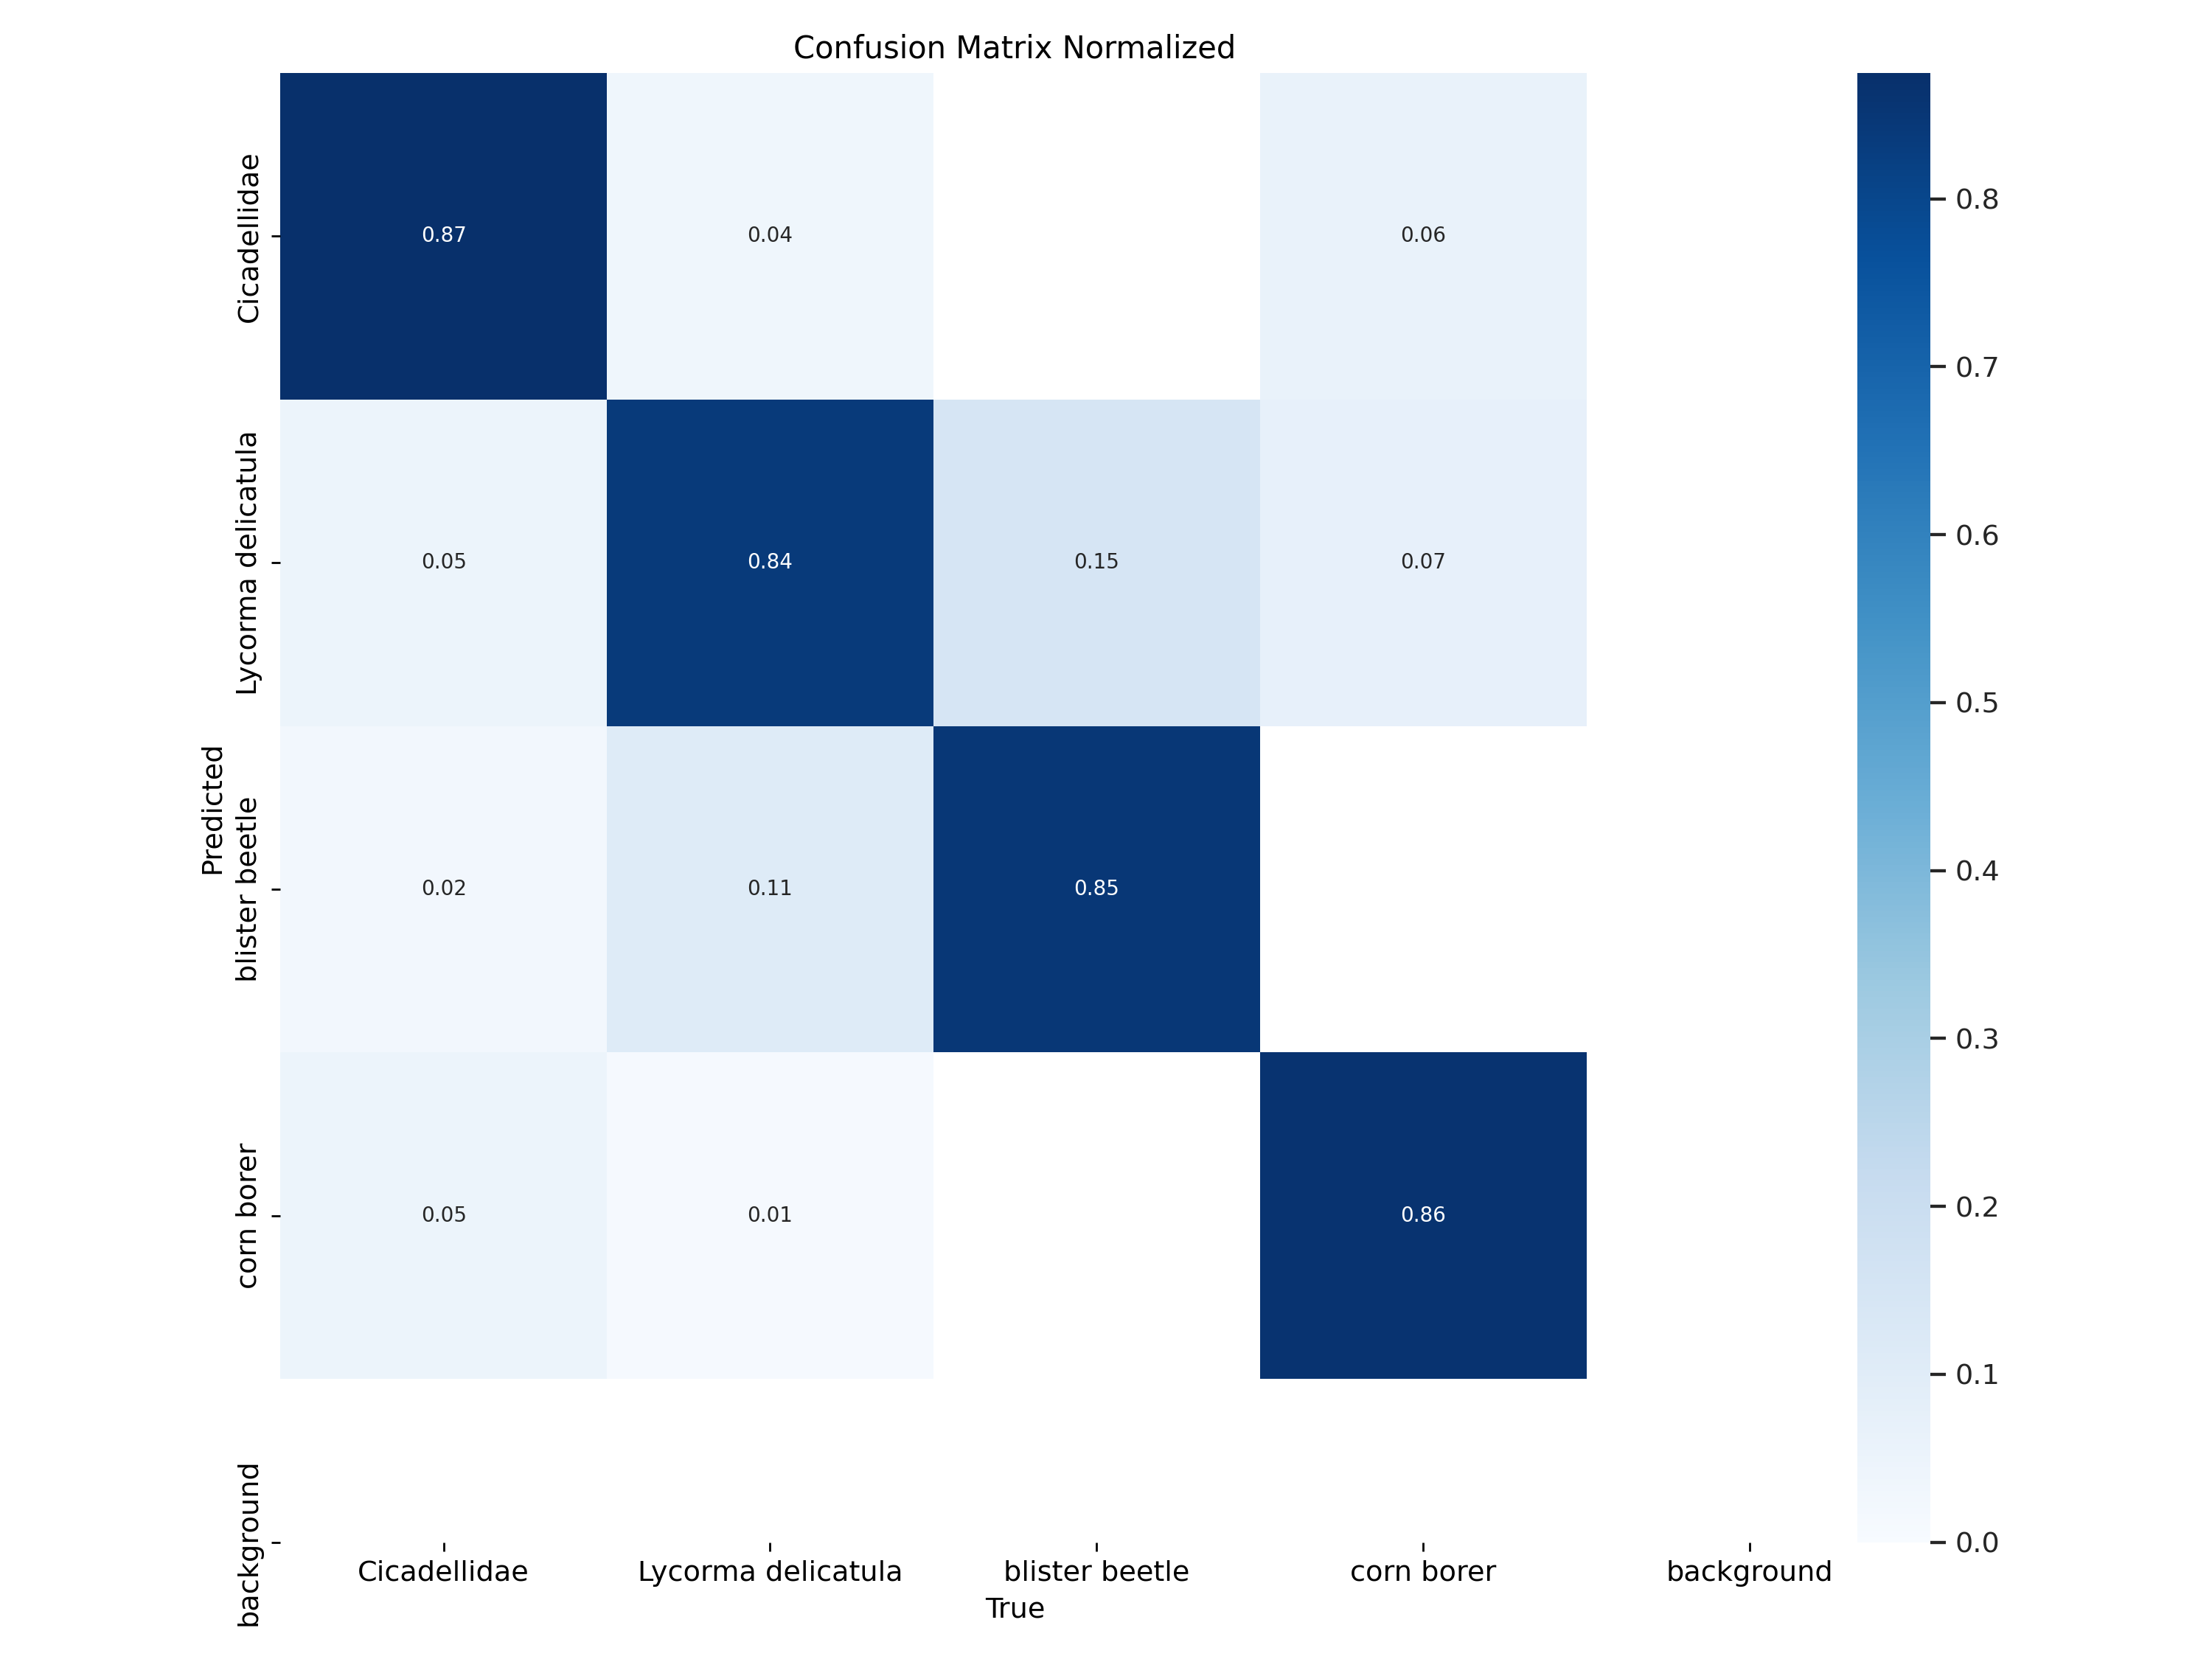 Confusion Matrix Normalized
Predicted
Cicadellidae
0.87
0.04
0.06
Lycorma delicatula
0.05
0.84
0.15
0.07
blister beetle
0.02
0.11
0.85
corn borer
0.05
0.01
0.86
background
Cicadellidae
Lycorma delicatula
blister beetle
corn borer
background
True
0.8
0.7
0.6
0.5
0.4
0.3
0.2
0.1
0.0